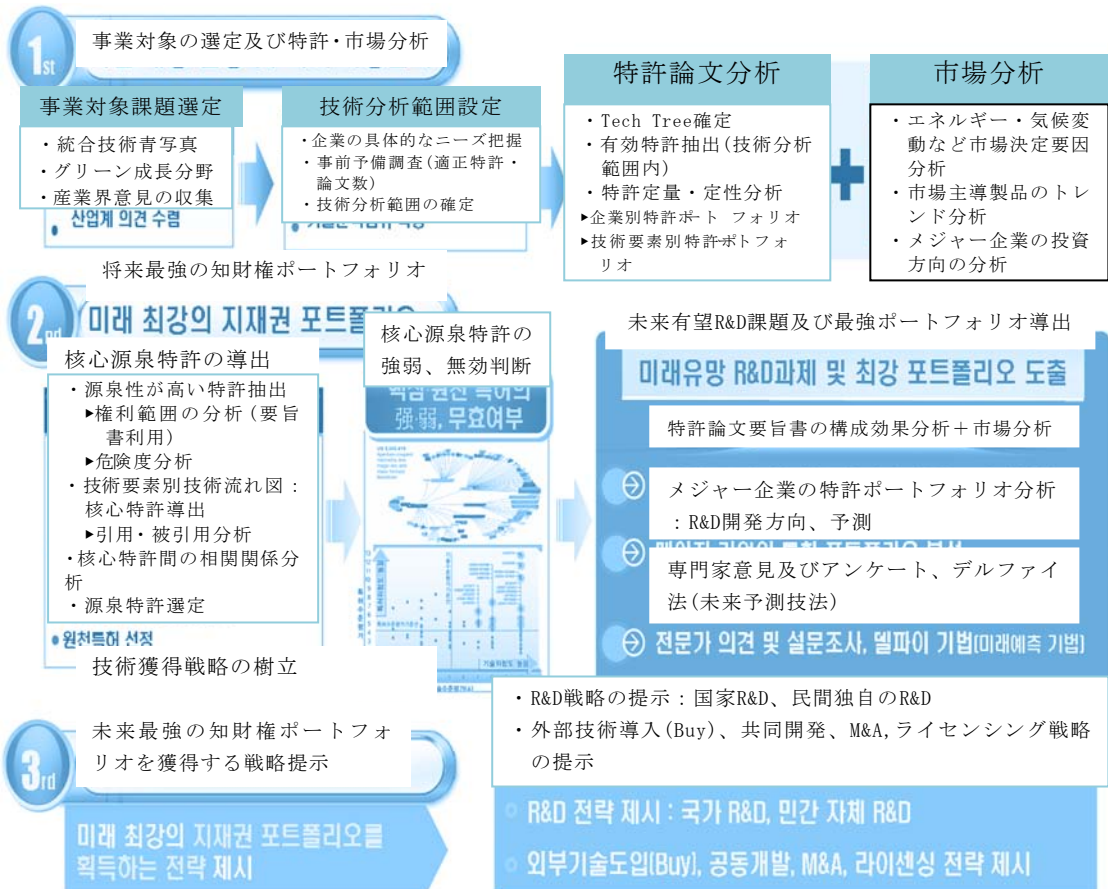 1st
事業対象の選定及び特許・市場分析
事業対象課題選定
・統合技術青写真
・グリーン成長分野
・産業界意見の収集
산업계 의견 수렴
技術分析範囲設定
・企業の具体的なニーズ把握
・事前予備調査(適正特許・
論文数)
・技術分析範囲の確定
特許論文分析
・Tech Tree確定
・有効特許抽出(技術分析
範囲内)
・特許定量・定性分析
▶企業別特許ポート フォリオ
▶技術要素別特許ポトフォ
リオ
市場分析
・エネルギー・気候変
動など市場決定要因
分析
・市場主導製品のトレ
ンド分析
・メジャー企業の投資
方向の分析
将来最強の知財権ポートフォリオ
2nd
미래 최강의 지재권 포트폴리오
核心源泉特許の導出
・源泉性が高い特許抽出
▶権利範囲の分析(要旨
書利用)
▶危険度分析
・技術要素別技術流れ図：
核心特許導出
▶引用・被引用分析
・核心特許間の相関関係分
析
・源泉特許選定
• 원천특허 선정
核心源泉特許の
強弱、無効判断
핵심·원천 특허의
强·弱, 무효여부
未来有望R&D課題及び最強ポートフォリオ導出
미래유망 R&D과제 및 최강 포트폴리오 도출
特許論文要旨書の構成効果分析＋市場分析
メジャー企業の特許ポートフォリオ分析
：R&D開発方向、予測
専門家意見及びアンケート、デルファイ
法(未来予測技法)
전문가 의견 및 설문조사, 델파이 기법(미래예측 기법)
技術獲得戦略の樹立
3rd
未来最強の知財権ポートフォ
リオを獲得する戦略提示
미래 최강의 지재권 포트폴리오를
획득하는 전략 제시
・R&D戦略の提示：国家R&D、民間独自のR&D
・外部技術導入(Buy)、共同開発、M&A,ライセンシング戦略
の提示
R&D 전략 제시 : 국가 R&D, 민간 자체 R&D
외부기술도입(Buy), 공동개발, M&A, 라이센싱 전략 제시